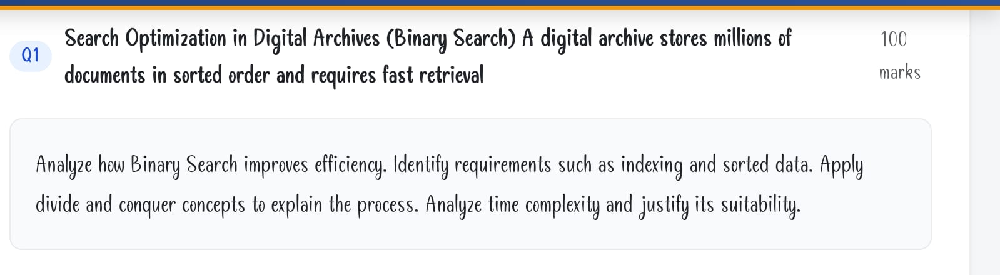 Q1
Search Optimization in Digital Archives (Binary Search) A digital archive stores millions of
documents in sorted order and requires fast retrieval
100
marks
Analyze how Binary Search improves efficiency. Identify requirements such as indexing and sorted data. Apply
divide and conquer concepts to explain the process. Analyze time complexity and justify its suitability.